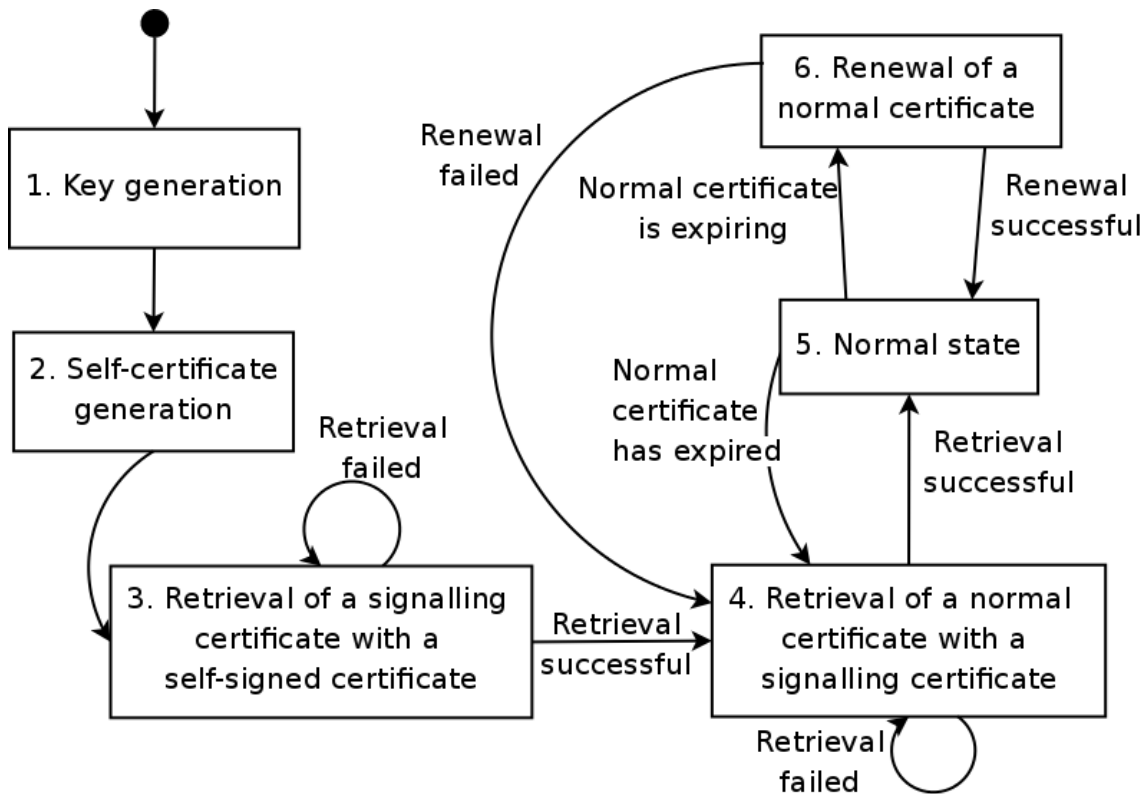 1. Key generation
2. Self-certificate
generation
Retrieval
failed
3. Retrieval of a signalling
certificate with a
self-signed certificate
Retrieval
successful
4. Retrieval of a normal
certificate with a
signalling certificate
Retrieval
failed
Retrieval
successful
5. Normal state
Normal
certificate
has expired
Normal certificate
is expiring
6. Renewal of a
normal certificate
Renewal
successful
Renewal
failed